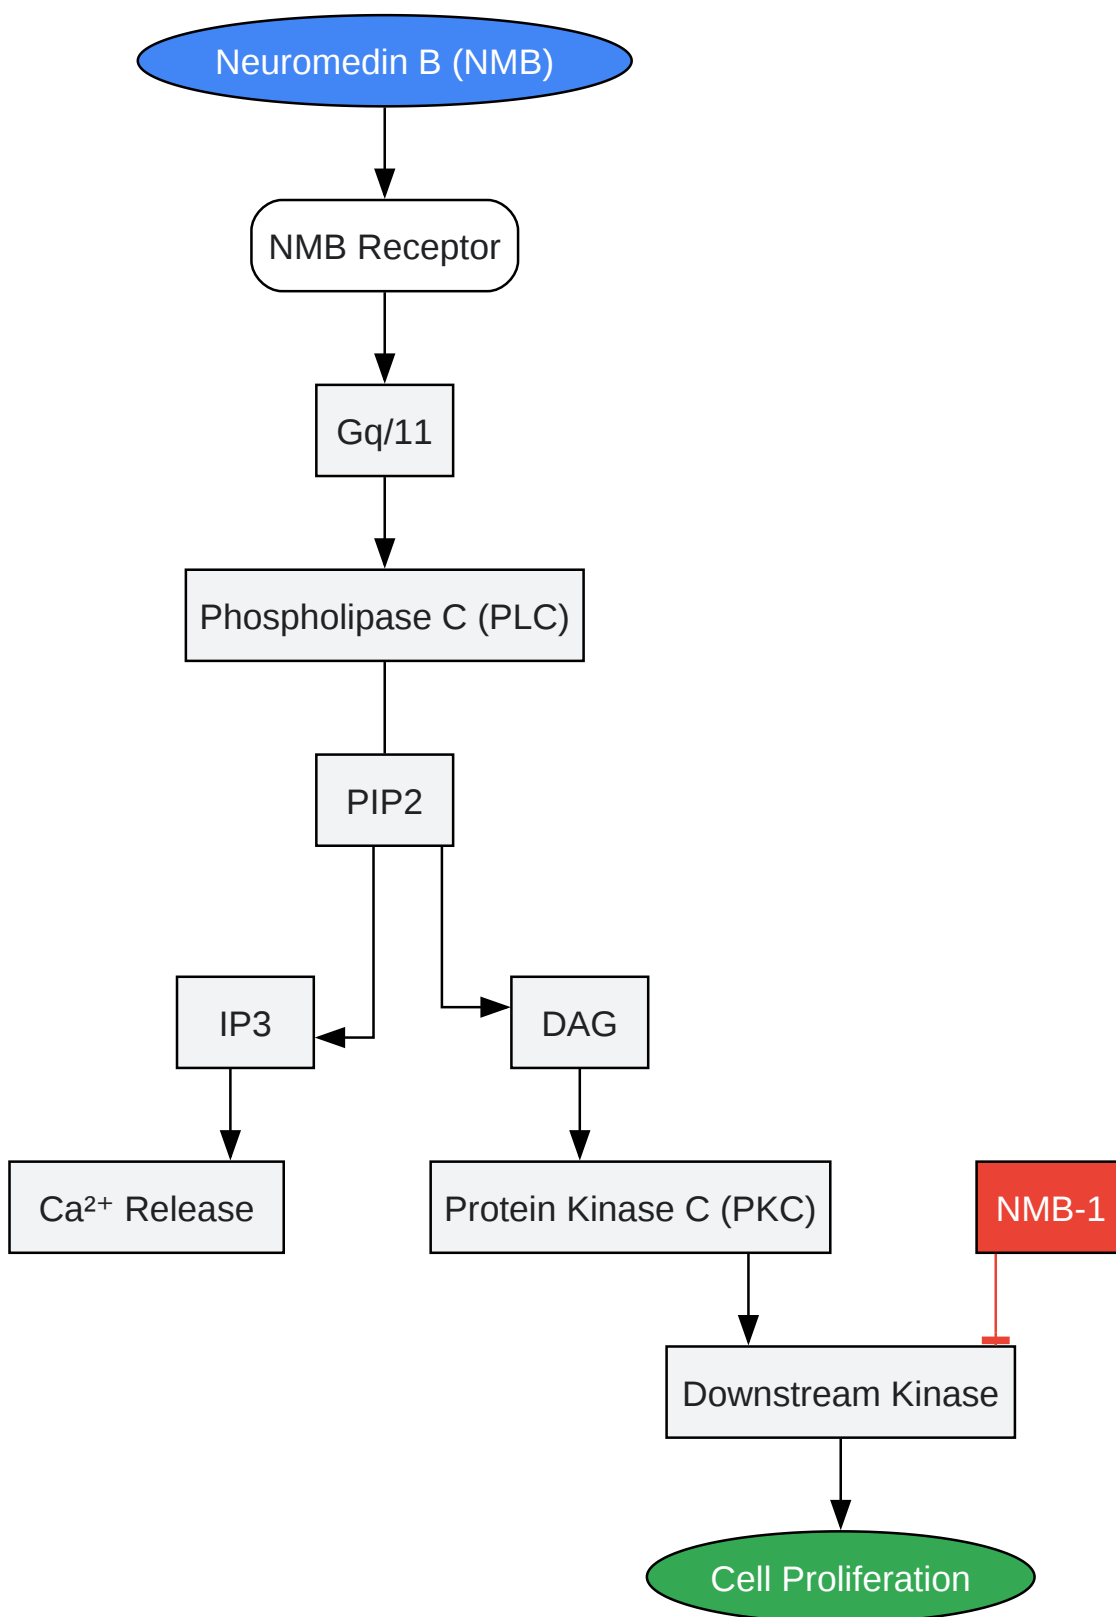 Neuromedin B (NMB)
NMB Receptor
Gq/11
Phospholipase C (PLC)
PIP2
IP3
DAG
Ca²⁺ Release
Protein Kinase C (PKC)
NMB-1
Downstream Kinase
Cell Proliferation